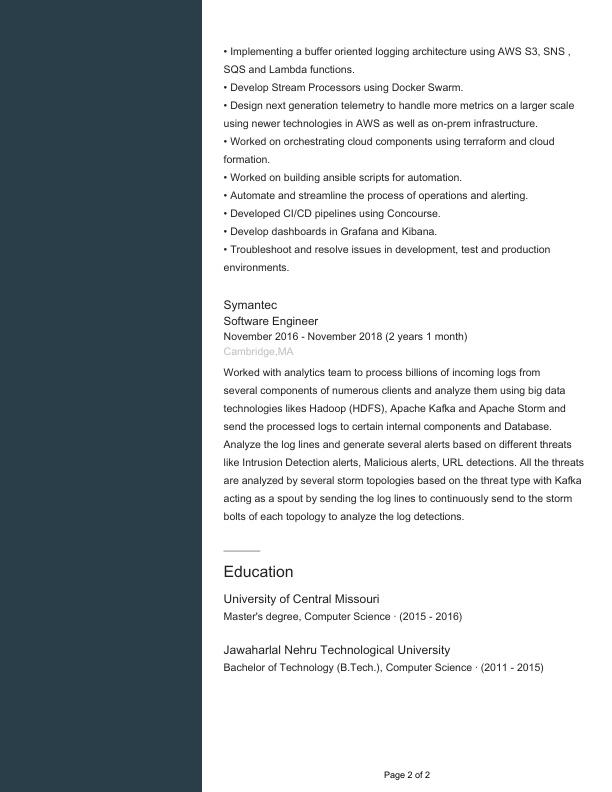 • Implementing a buffer oriented logging architecture using AWS S3, SNS ,
SQS and Lambda functions.
• Develop Stream Processors using Docker Swarm.
• Design next generation telemetry to handle more metrics on a larger scale
using newer technologies in AWS as well as on-prem infrastructure.
• Worked on orchestrating cloud components using terraform and cloud
formation.
• Worked on building ansible scripts for automation.
• Automate and streamline the process of operations and alerting.
• Developed CI/CD pipelines using Concourse.
• Develop dashboards in Grafana and Kibana.
• Troubleshoot and resolve issues in development, test and production
environments.
Symantec
Software Engineer
November 2016 - November 2018 (2 years 1 month)
Cambridge,MA
Worked with analytics team to process billions of incoming logs from
several components of numerous clients and analyze them using big data
technologies likes Hadoop (HDFS), Apache Kafka and Apache Storm and
send the processed logs to certain internal components and Database.
Analyze the log lines and generate several alerts based on different threats
like Intrusion Detection alerts, Malicious alerts, URL detections. All the threats
are analyzed by several storm topologies based on the threat type with Kafka
acting as a spout by sending the log lines to continuously send to the storm
bolts of each topology to analyze the log detections.
Education
University of Central Missouri
Master's degree, Computer Science · (2015 - 2016)
Jawaharlal Nehru Technological University
Bachelor of Technology (B.Tech.), Computer Science · (2011 - 2015)
Page 2 of 2